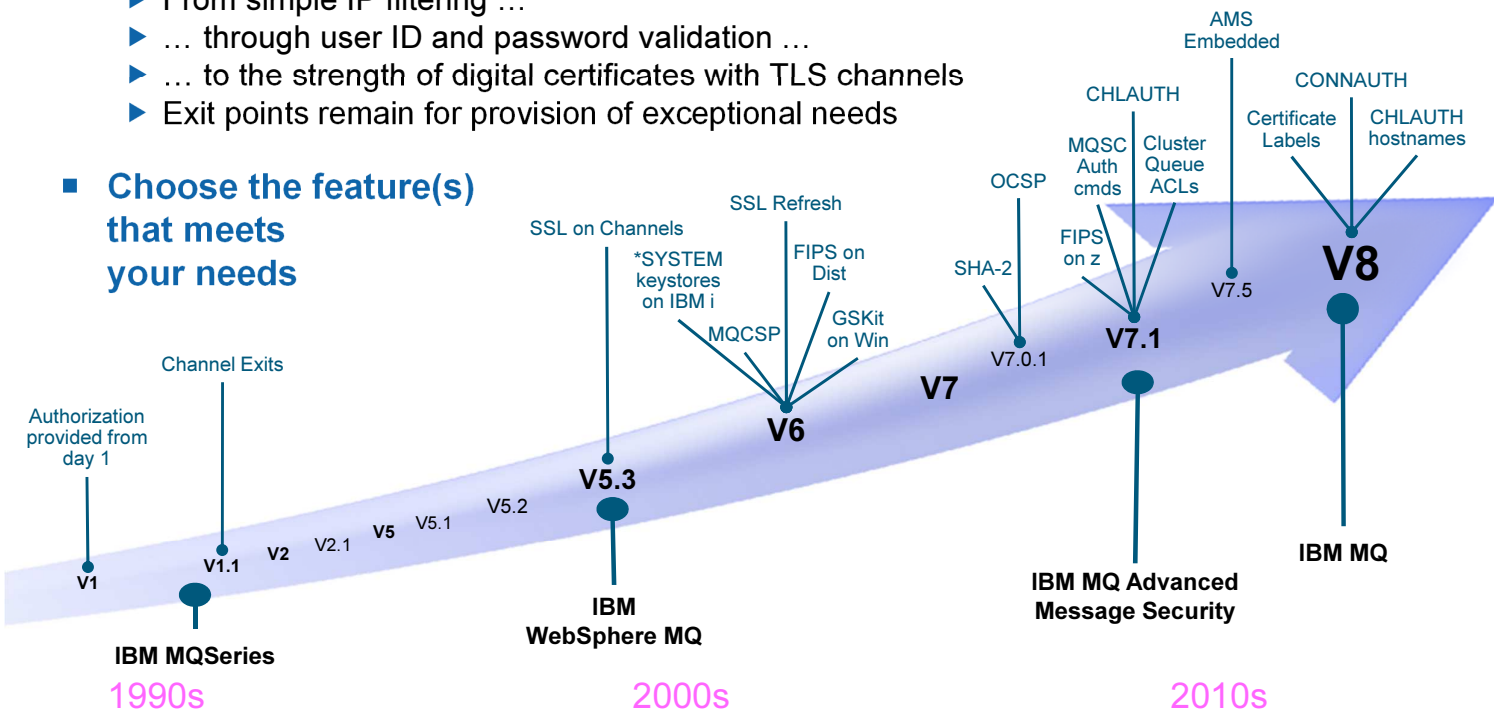 ▶ From simple IP filtering …
▶ … through user ID and password validation …
▶ … to the strength of digital certificates with TLS channels
▶ Exit points remain for provision of exceptional needs
■ Choose the feature(s)
that meets
your needs
Authorization
provided from
day 1
Channel Exits
SSL on Channels
*SYSTEM
keystores
on IBM i
MQCSP
SSL Refresh
FIPS on
Dist
GSKit
on Win
SHA-2
OCSP
FIPS
on z
MQSC
Auth
cmds
CHLAUTH
Cluster
Queue
ACLs
AMS
Embedded
Certificate
Labels
CONNAUTH
CHLAUTH
hostnames
V1
V1.1
V2
V2.1
V5
V5.1
V5.2
V5.3
V6
V7
V7.0.1
V7.1
V7.5
V8
IBM MQSeries
IBM
WebSphere MQ
IBM MQ Advanced
Message Security
IBM MQ
1990s
2000s
2010s